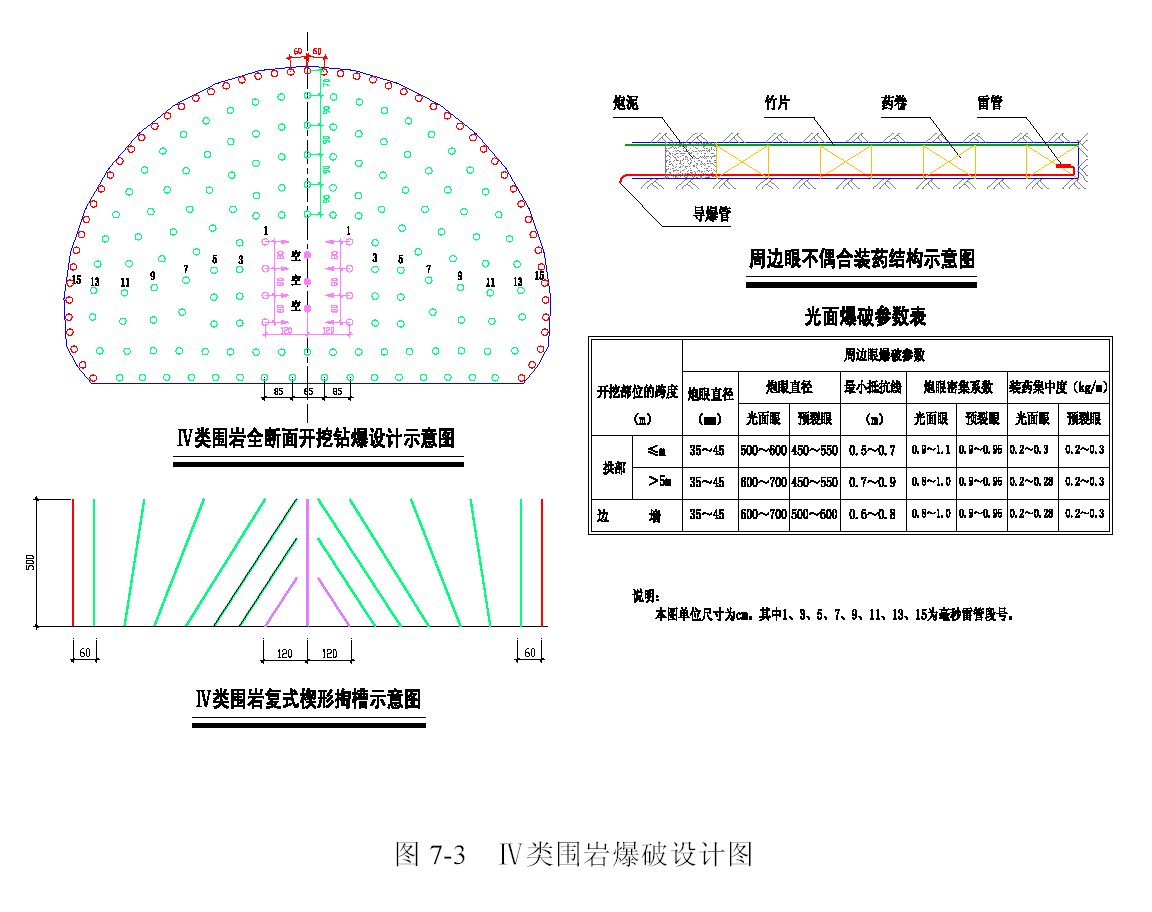 60 60
70
90
90
90
90
1 1
空
空
空
80 80
80 80
80 80
15 13 11 9 7 5 3
3 5 7 9 11 13 15
120 120
85 65 85
Ⅳ类围岩全断面开挖钻爆设计示意图
500
60 120 120 60
Ⅳ类围岩复式楔形掏槽示意图
炮泥 竹片 药卷 雷管
导爆管
周边眼不偶合装药结构示意图
光面爆破参数表
开挖部位的跨度(m) 周边眼爆破参数
炮眼直径(mm) 炮眼直径 最小抵抗线(m) 炮眼密集系数 装药集中度(kg/m)
光面眼 预裂眼 光面眼 预裂眼 光面眼 预裂眼
拱部 ≤m 35～45 500～600 450～550 0.5～0.7 0.9～1.1 0.9～0.95 0.2～0.3 0.2～0.3
＞5m 35～45 600～700 450～550 0.7～0.9 0.8～1.0 0.9～0.95 0.2～0.28 0.2～0.3
边 墙 35～45 600～700 500～600 0.6～0.8 0.8～1.0 0.9～0.95 0.2～0.28 0.2～0.3
说明：
本图单位尺寸为cm。其中1、3、5、7、9、11、13、15为毫秒雷管段号。
图 7-3 Ⅳ类围岩爆破设计图